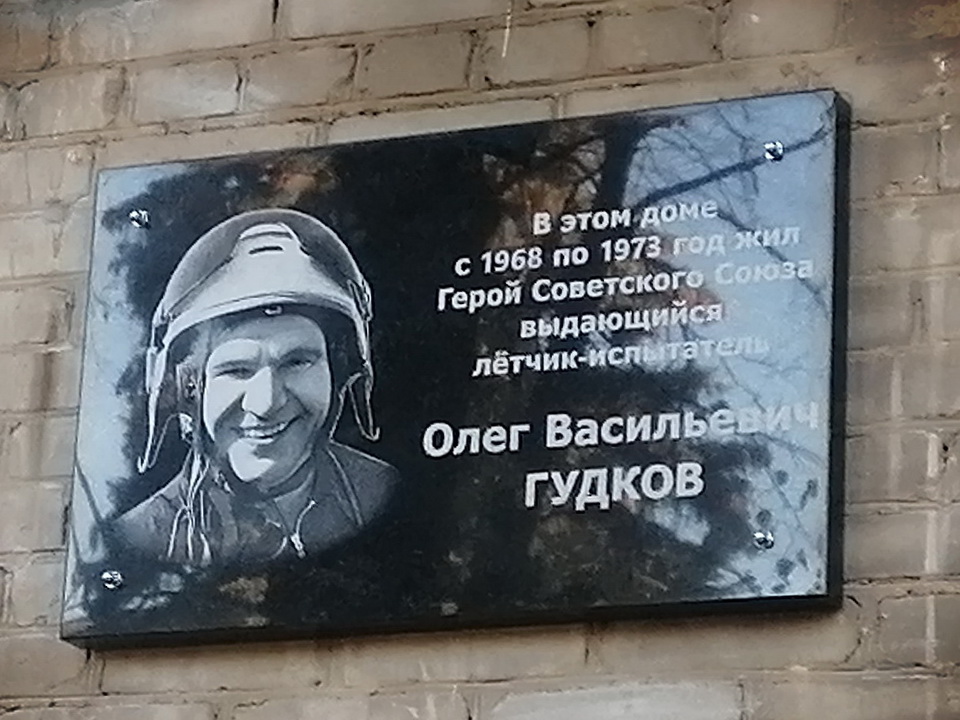 В этом доме
с 1968 по 1973 год жил
Герой Советского Союза
выдающийся
лётчик-испытатель
Олег Васильевич
ГУДКОВ